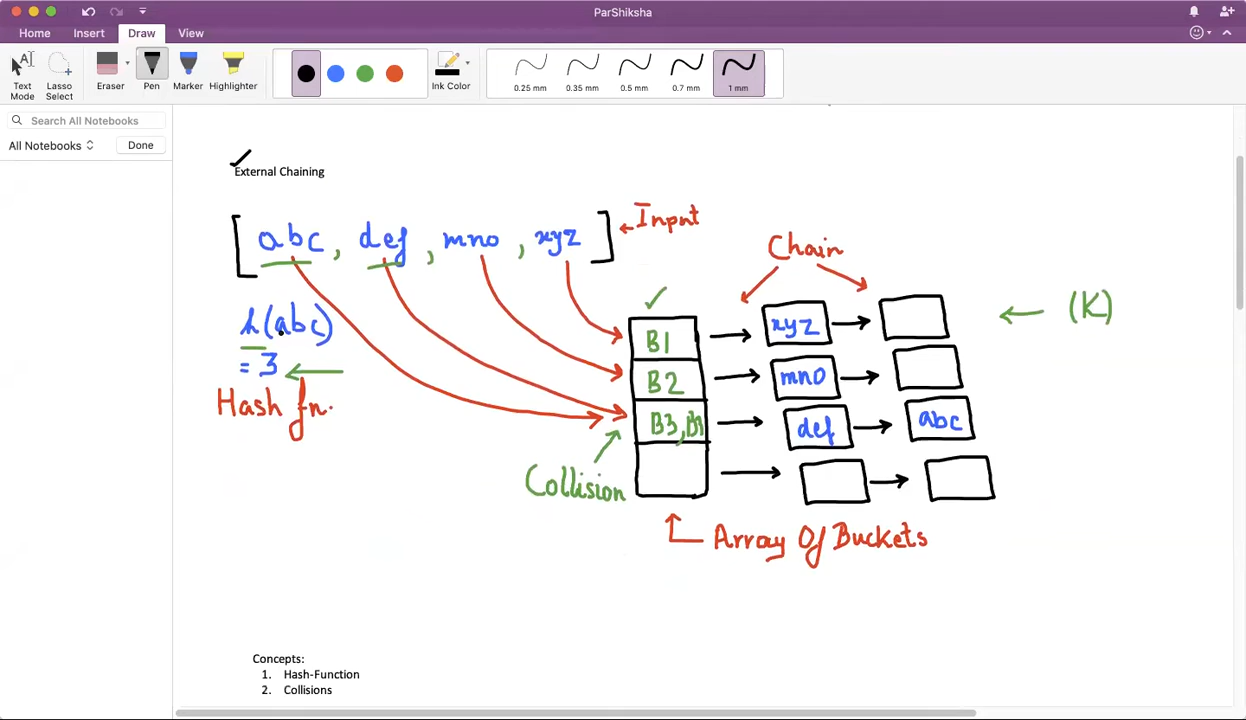 ParShiksha
Home Insert Draw View
Text Mode
Lasso Select
Eraser
Pen
Marker
Highlighter
Ink Color
0.25 mm
0.35 mm
0.5 mm
0.7 mm
1 mm
Search All Notebooks
All Notebooks
Done
External Chaining
[abc, def, mno, xyz] ← Input
Chain
h(abc)
= 3
Hash fn.
B1 → xyz →
← (K)
B2 → mno →
B3, → def → abc
Collision
Array Of Buckets
Concepts:
1. Hash-Function
2. Collisions